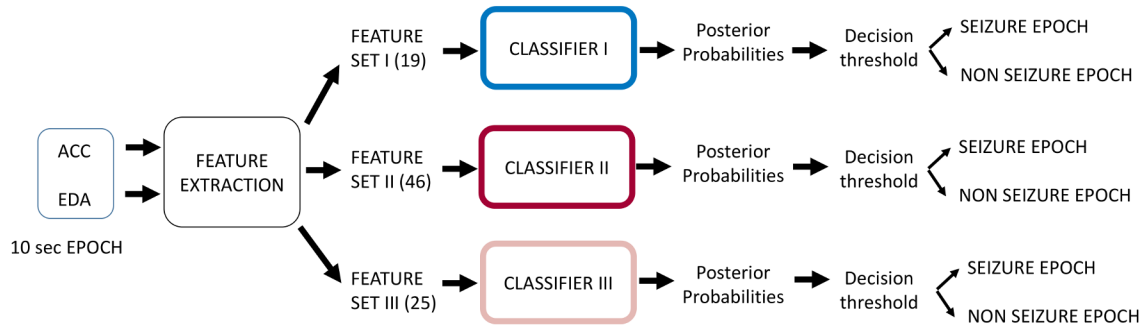 ACC
EDA
10 sec EPOCH
FEATURE
EXTRACTION
FEATURE
SET I (19)
CLASSIFIER I
Posterior
Probabilities
Decision
threshold
SEIZURE EPOCH
NON SEIZURE EPOCH
FEATURE
SET II (46)
CLASSIFIER II
Posterior
Probabilities
Decision
threshold
SEIZURE EPOCH
NON SEIZURE EPOCH
FEATURE
SET III (25)
CLASSIFIER III
Posterior
Probabilities
Decision
threshold
SEIZURE EPOCH
NON SEIZURE EPOCH